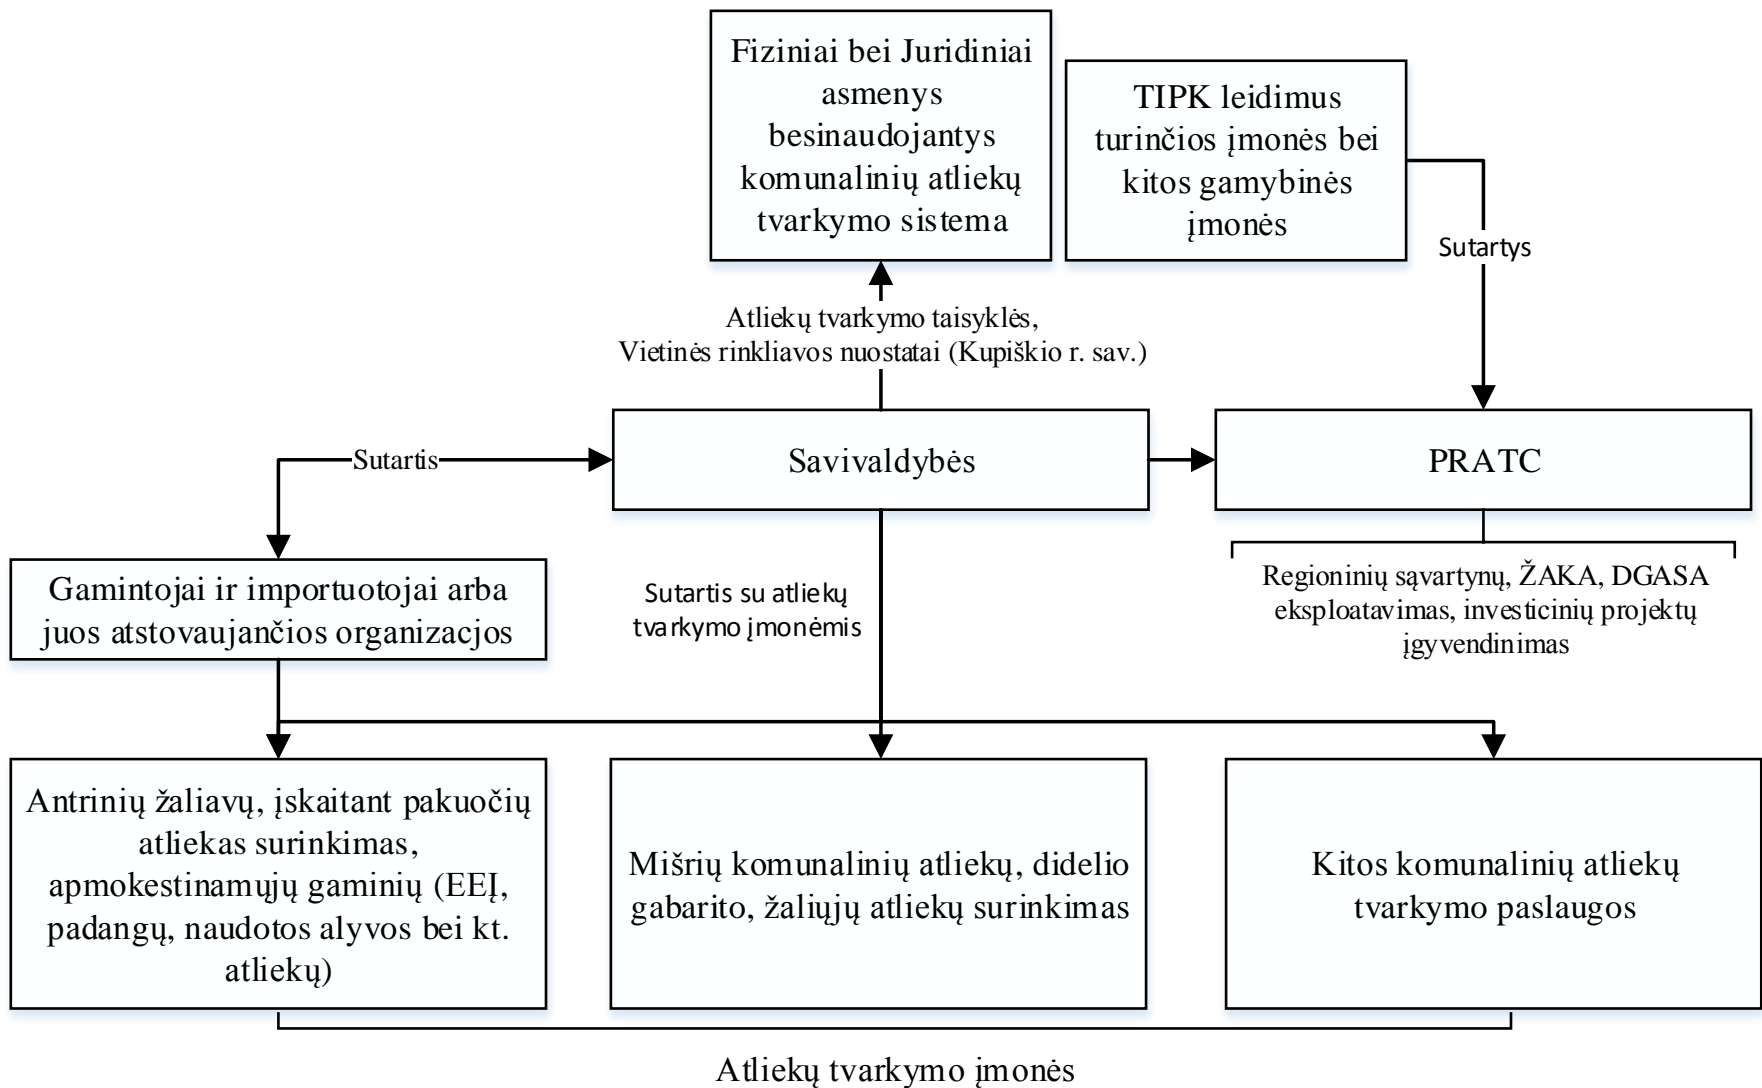 Fiziniai bei Juridiniai
asmenys
besinaudojantys
komunalinių atliekų
tvarkymo sistema
TIPK leidimus
turinčios įmonės bei
kitos gamybinės
įmonės
Sutartys
Atliekų tvarkymo taisyklės,
Vietinės rinkliavos nuostatai (Kupiškio r. sav.)
Sutartis
Savivaldybės
PRATC
Gamintojai ir importuotojai arba
juos atstovaujančios organizacjos
Sutartis su atliekų
tvarkymo įmonėmis
Regioninių sąvartynų, ŽAKA, DGASA
eksploatavimas, investicinių projektų
įgyvendinimas
Antrinių žaliavų, įskaitant pakuočių
atliekas surinkimas,
apmokestinamųjų gaminių (EEĮ,
padangų, naudotos alyvos bei kt.
atliekų)
Mišrių komunalinių atliekų, didelio
gabarito, žaliųjų atliekų surinkimas
Kitos komunalinių atliekų
tvarkymo paslaugos
Atliekų tvarkymo įmonės